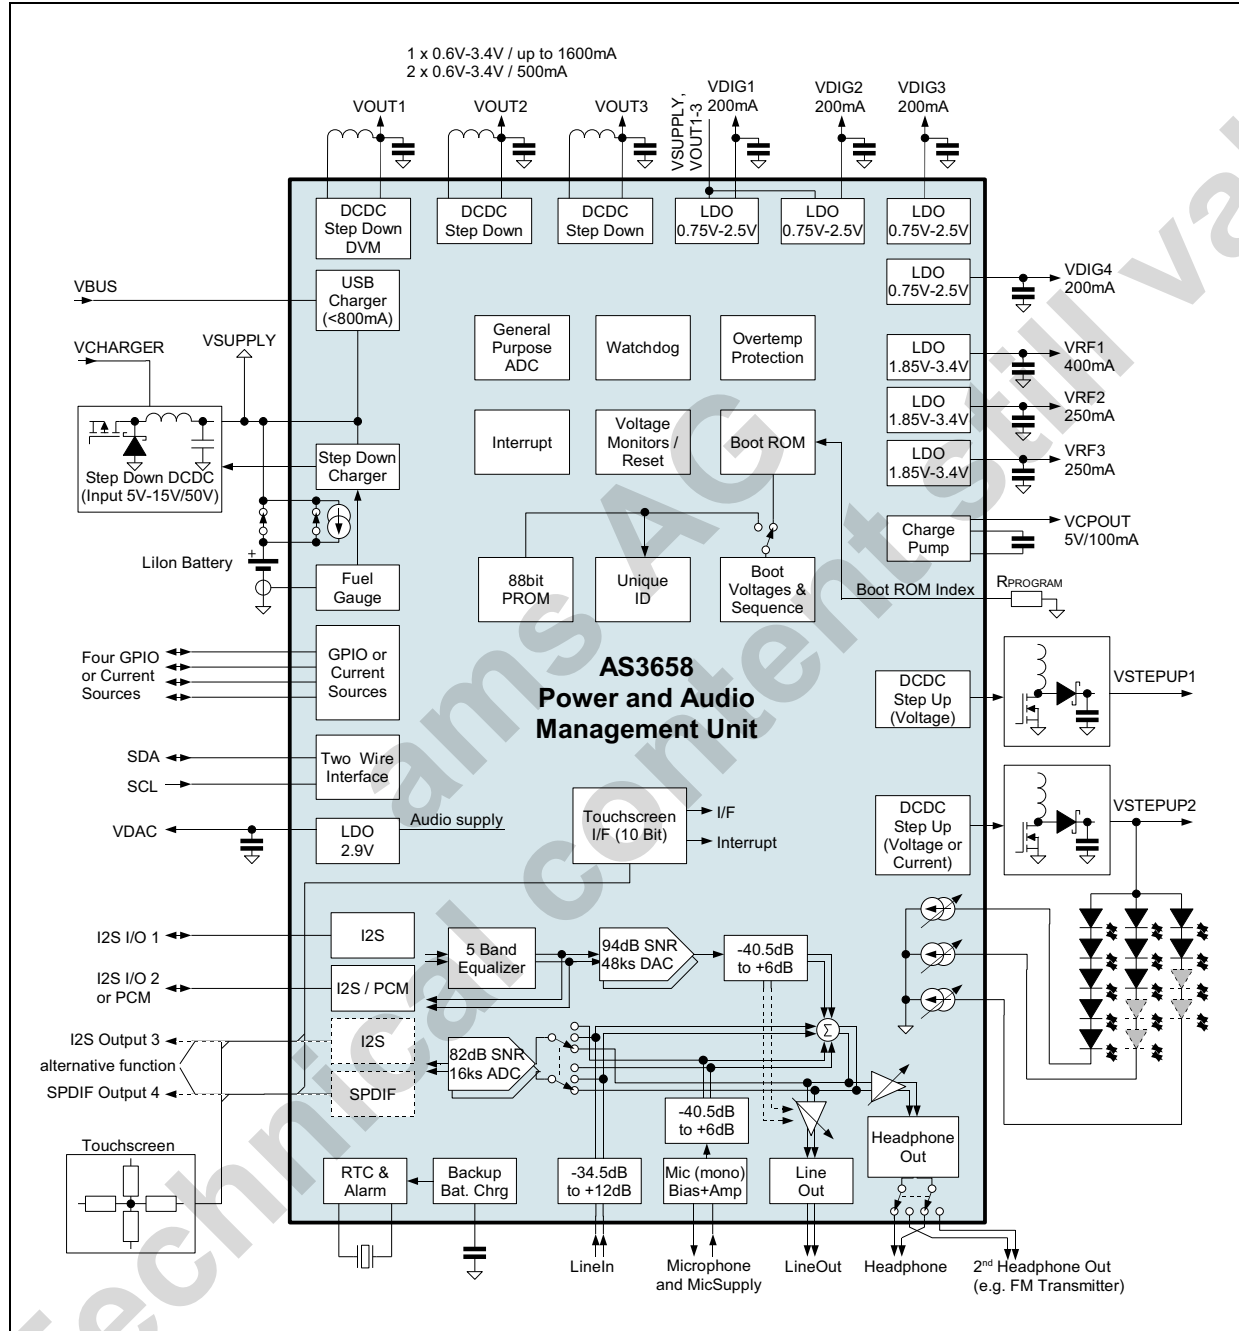 1 x 0.6V-3.4V / up to 1600mA
2 x 0.6V-3.4V / 500mA
VOUT1
VOUT2
VOUT3
VSUPPLY,
VOUT1-3
VDIG1
200mA
VDIG2
200mA
VDIG3
200mA
DCDC
Step Down
DVM
DCDC
Step Down
DCDC
Step Down
LDO
0.75V-2.5V
LDO
0.75V-2.5V
LDO
0.75V-2.5V
VBUS
USB
Charger
(<800mA)
LDO
0.75V-2.5V
VDIG4
200mA
VCHARGER
VSUPPLY
General
Purpose
ADC
Watchdog
Overtemp
Protection
LDO
1.85V-3.4V
VRF1
400mA
LDO
1.85V-3.4V
VRF2
250mA
Step Down DCDC
(Input 5V-15V/50V)
Step Down
Charger
Interrupt
Voltage
Monitors /
Reset
Boot ROM
LDO
1.85V-3.4V
VRF3
250mA
Charge
Pump
VCPOUT
5V/100mA
+
LiIon Battery
Fuel
Gauge
88bit
PROM
Unique
ID
Boot
Voltages &
Sequence
Boot ROM Index
RPROGRAM
Four GPIO
or Current
Sources
GPIO or
Current
Sources
AS3658
Power and Audio
Management Unit
DCDC
Step Up
(Voltage)
VSTEPUP1
SDA
SCL
Two Wire
Interface
VDAC
LDO
2.9V
Audio supply
Touchscreen
I/F (10 Bit)
I/F
Interrupt
DCDC
Step Up
(Voltage or
Current)
VSTEPUP2
I2S I/O 1
I2S
5 Band
Equalizer
94dB SNR
48ks DAC
-40.5dB
to +6dB
I2S I/O 2
or PCM
I2S / PCM
I2S Output 3
alternative function
SPDIF Output 4
I2S
SPDIF
82dB SNR
16ks ADC
Σ
-40.5dB
to +6dB
Headphone
Out
Touchscreen
RTC &
Alarm
Backup
Bat. Chrg
-34.5dB
to +12dB
Mic (mono)
Bias+Amp
Line
Out
LineIn
Microphone
and MicSupply
LineOut
Headphone
2nd Headphone Out
(e.g. FM Transmitter)
ams AG
Technical content still val